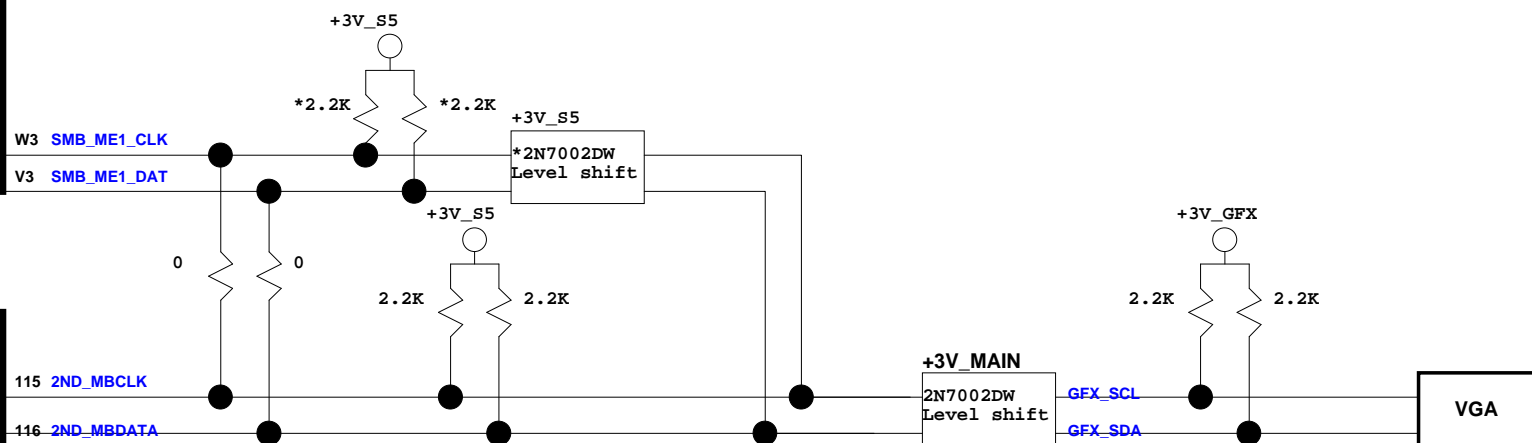 +3V_S5
*2.2K *2.2K
+3V_S5
W3 SMB_ME1_CLK
*2N7002DW
Level shift
V3 SMB_ME1_DAT
+3V_S5
+3V_GFX
0 0
2.2K 2.2K
2.2K 2.2K
+3V_MAIN
115 2ND_MBCLK
2N7002DW
Level shift
GFX_SCL
VGA
116 2ND_MBDATA
GFX_SDA